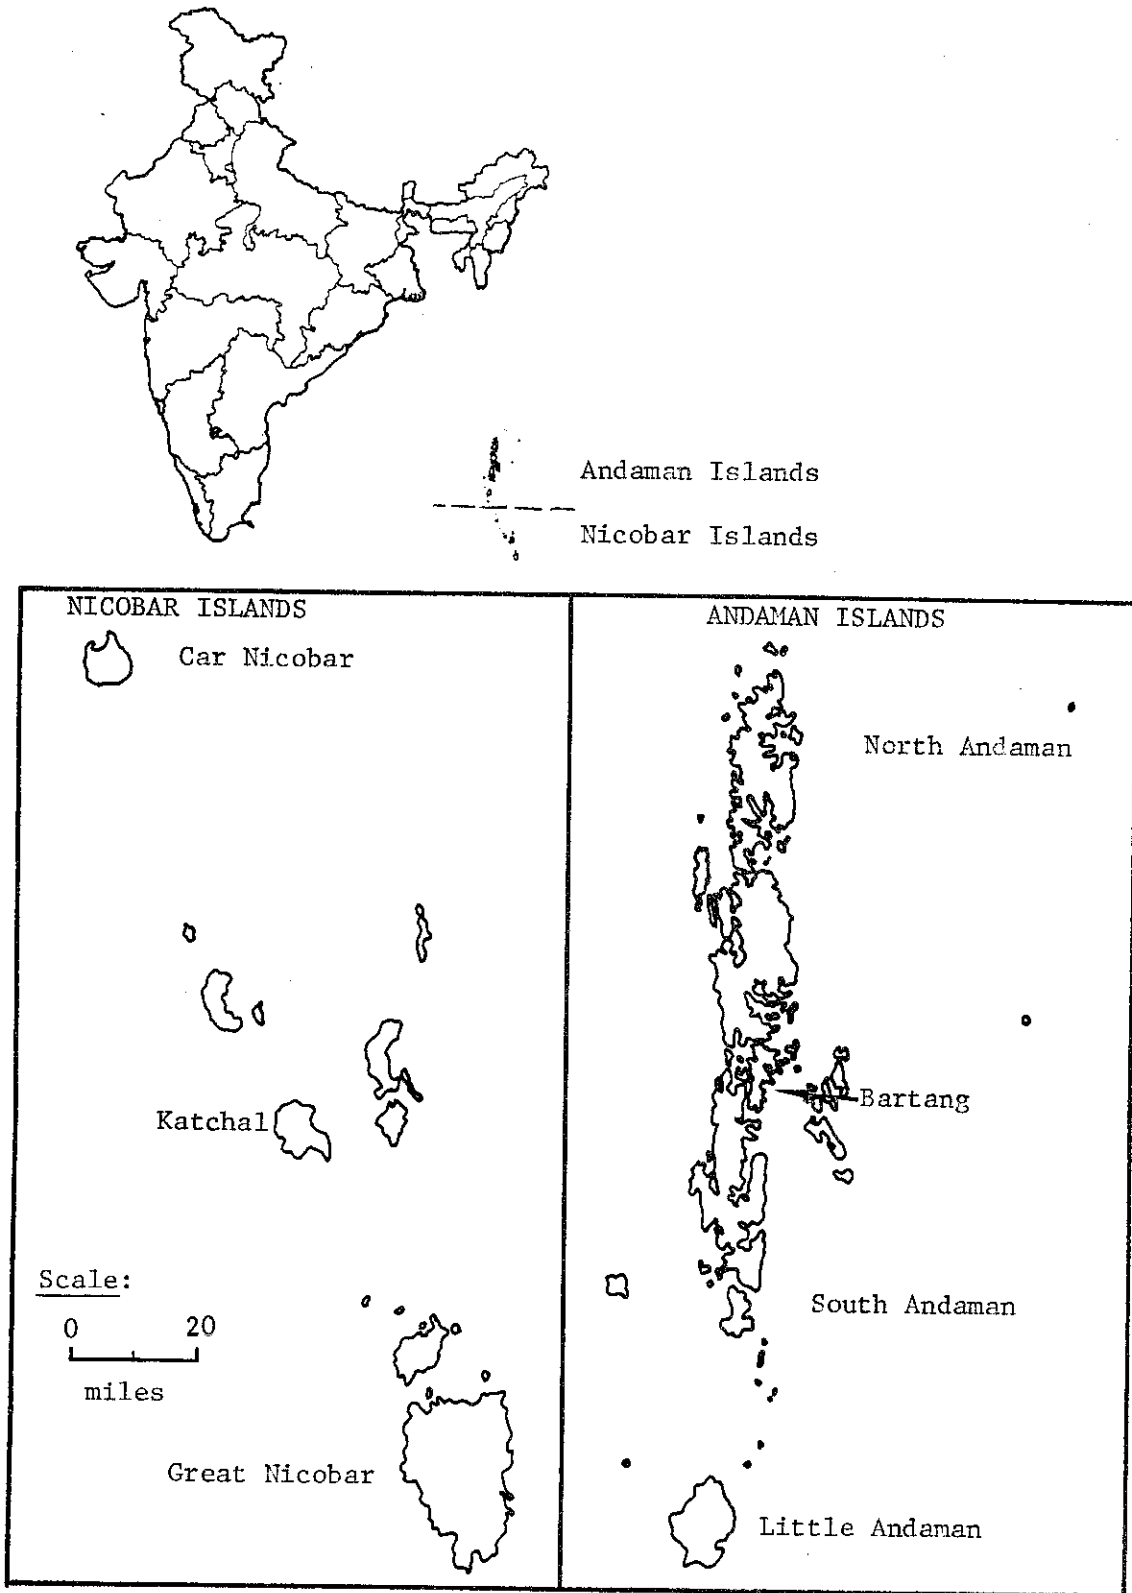 Andaman Islands
Nicobar Islands
NICOBAR ISLANDS
Car Nicobar
Katchal
Scale:
0 20
miles
Great Nicobar
ANDAMAN ISLANDS
North Andaman
Bartang
South Andaman
Little Andaman